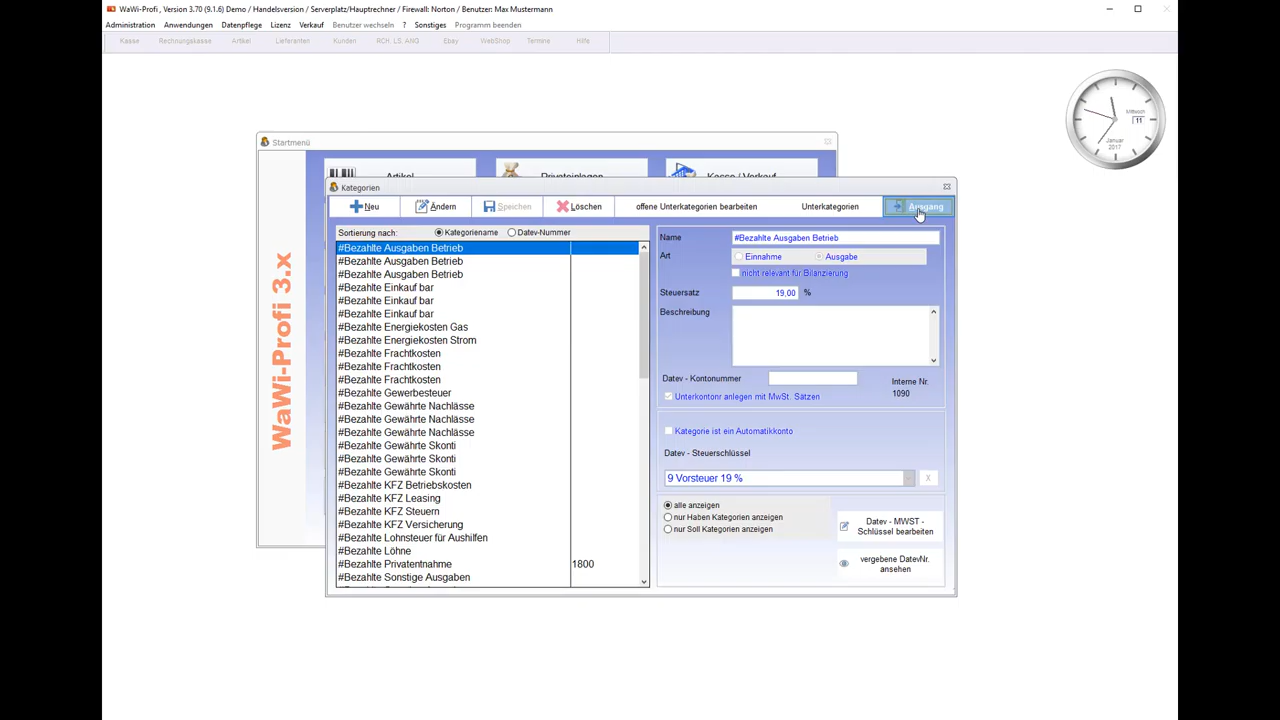 WaWi-Profi , Version 3.70 (9.1.6) Demo / Handelsversion / Serverplatz/Hauptrechner / Firewall: Norton / Benutzer: Max Mustermann
Administration Anwendungen Datenpflege Lizenz Verkauf Benutzer wechseln ? Sonstiges Programm beenden
Kasse Rechnungskasse Artikel Lieferanten Kunden RCH. LS. ANG Ebay WebShop Termine Hilfe
Mittwoch
11
Januar
2017
Startmenü
Artikel Privateinlagen Kasse / Verkauf
WaWi-Profi 3.x
Kategorien
Neu Ändern Speichen Löschen offene Unterkategorien bearbeiten Unterkategorien Ausgang
Sortierung nach: Kategoriename Datev-Nummer
#Bezahlte Ausgaben Betrieb
#Bezahlte Ausgaben Betrieb
#Bezahlte Ausgaben Betrieb
#Bezahlte Einkauf bar
#Bezahlte Einkauf bar
#Bezahlte Einkauf bar
#Bezahlte Energiekosten Gas
#Bezahlte Energiekosten Strom
#Bezahlte Frachtkosten
#Bezahlte Frachtkosten
#Bezahlte Frachtkosten
#Bezahlte Gewerbesteuer
#Bezahlte Gewährte Nachlässe
#Bezahlte Gewährte Nachlässe
#Bezahlte Gewährte Nachlässe
#Bezahlte Gewährte Skonti
#Bezahlte Gewährte Skonti
#Bezahlte Gewährte Skonti
#Bezahlte KFZ Betriebskosten
#Bezahlte KFZ Leasing
#Bezahlte KFZ Steuern
#Bezahlte KFZ Versicherung
#Bezahlte Lohnsteuer für Aushilfen
#Bezahlte Löhne
#Bezahlte Privatentnahme 1800
#Bezahlte Sonstige Ausgaben
Name #Bezahlte Ausgaben Betrieb
Art Einnahme Ausgabe
nicht relevant für Bilanzierung
Steuersatz 19,00 %
Beschreibung
Datev - Kontonummer
Interne Nr.
1090
Unterkontonr anlegen mit MwSt. Sätzen
Kategorie ist ein Automatikkonto
Datev - Steuerschlüssel
9 Vorsteuer 19 % X
alle anzeigen
nur Haben Kategorien anzeigen
nur Soll Kategorien anzeigen
Datev - MWST -
Schlüssel bearbeiten
vergebene DatevNr.
ansehen